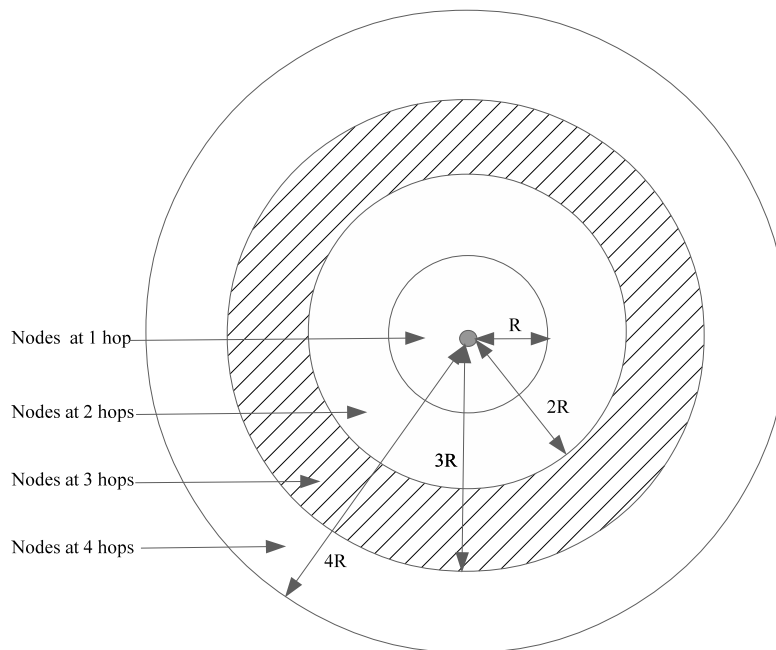 R
Nodes at 1 hop
2R
Nodes at 2 hops
3R
Nodes at 3 hops
Nodes at 4 hops
4R